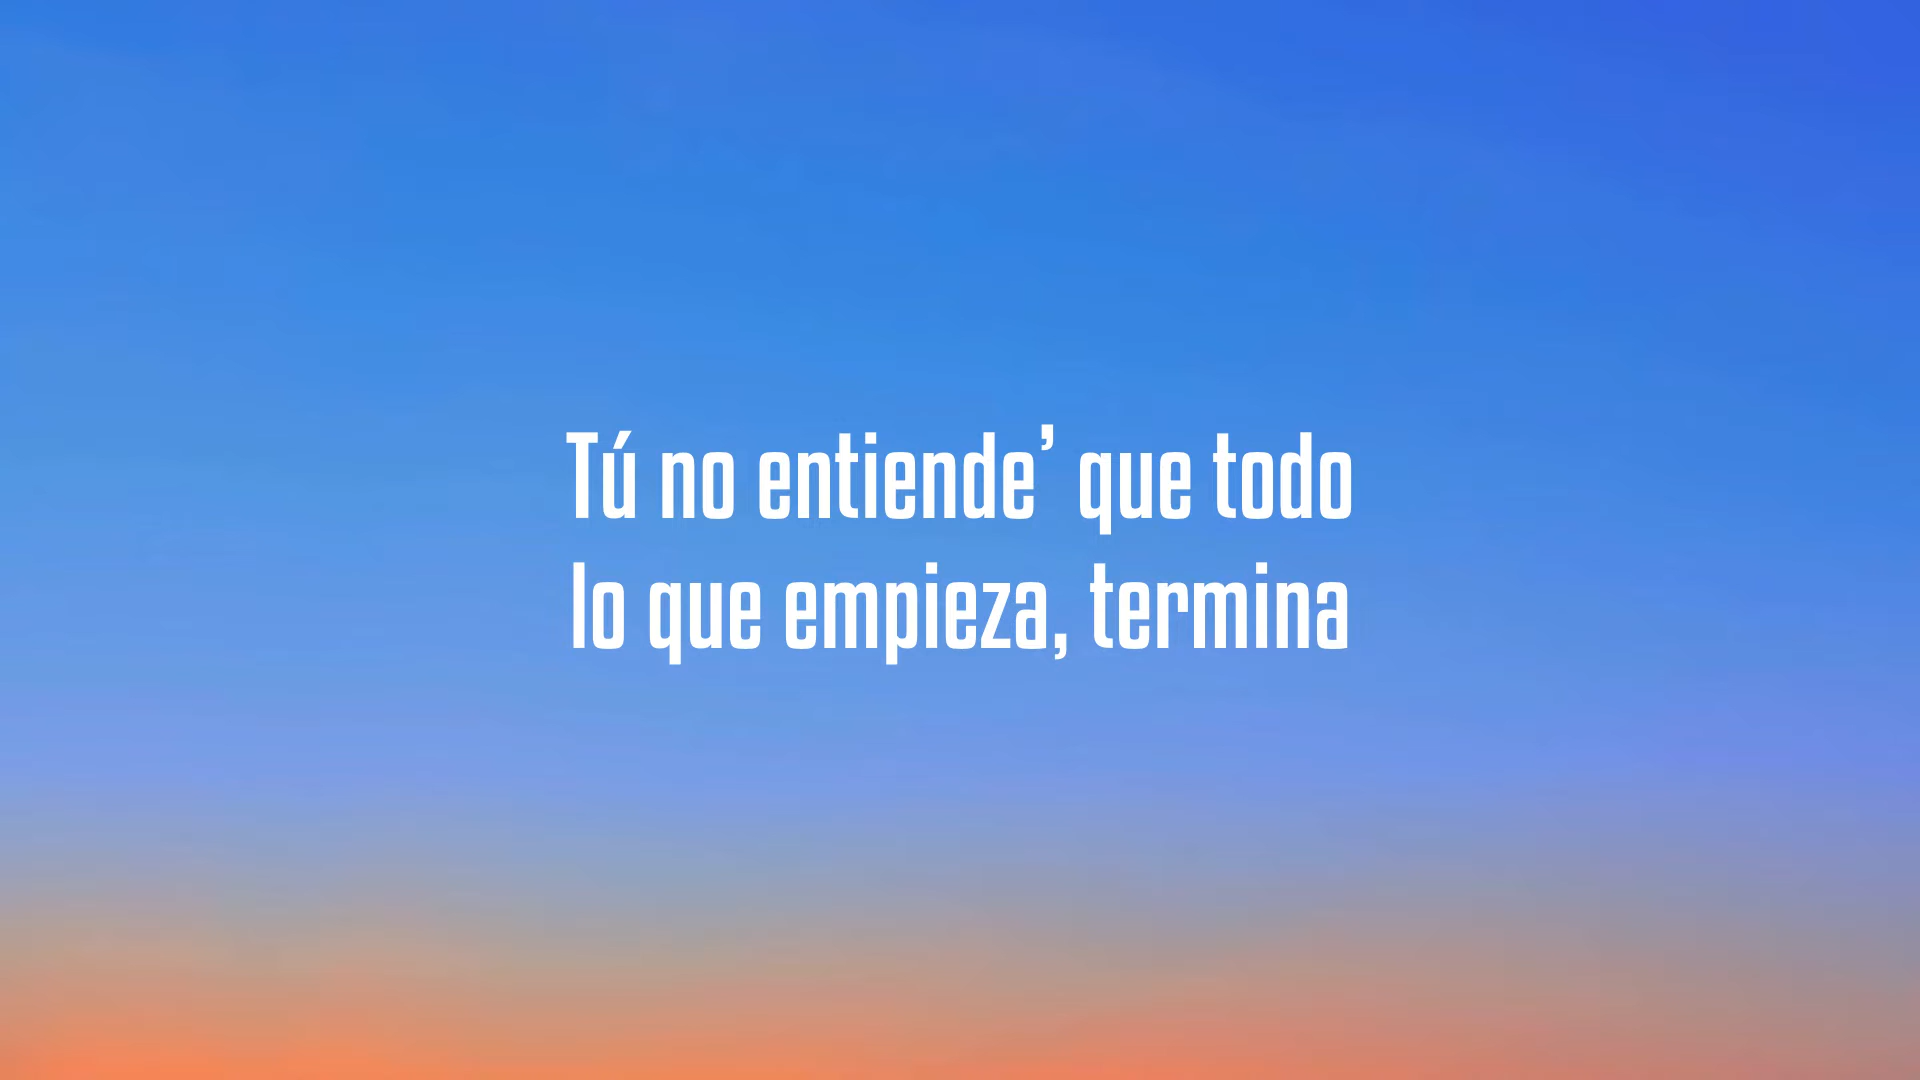 Tú no entiende’ que todo
lo que empieza, termina